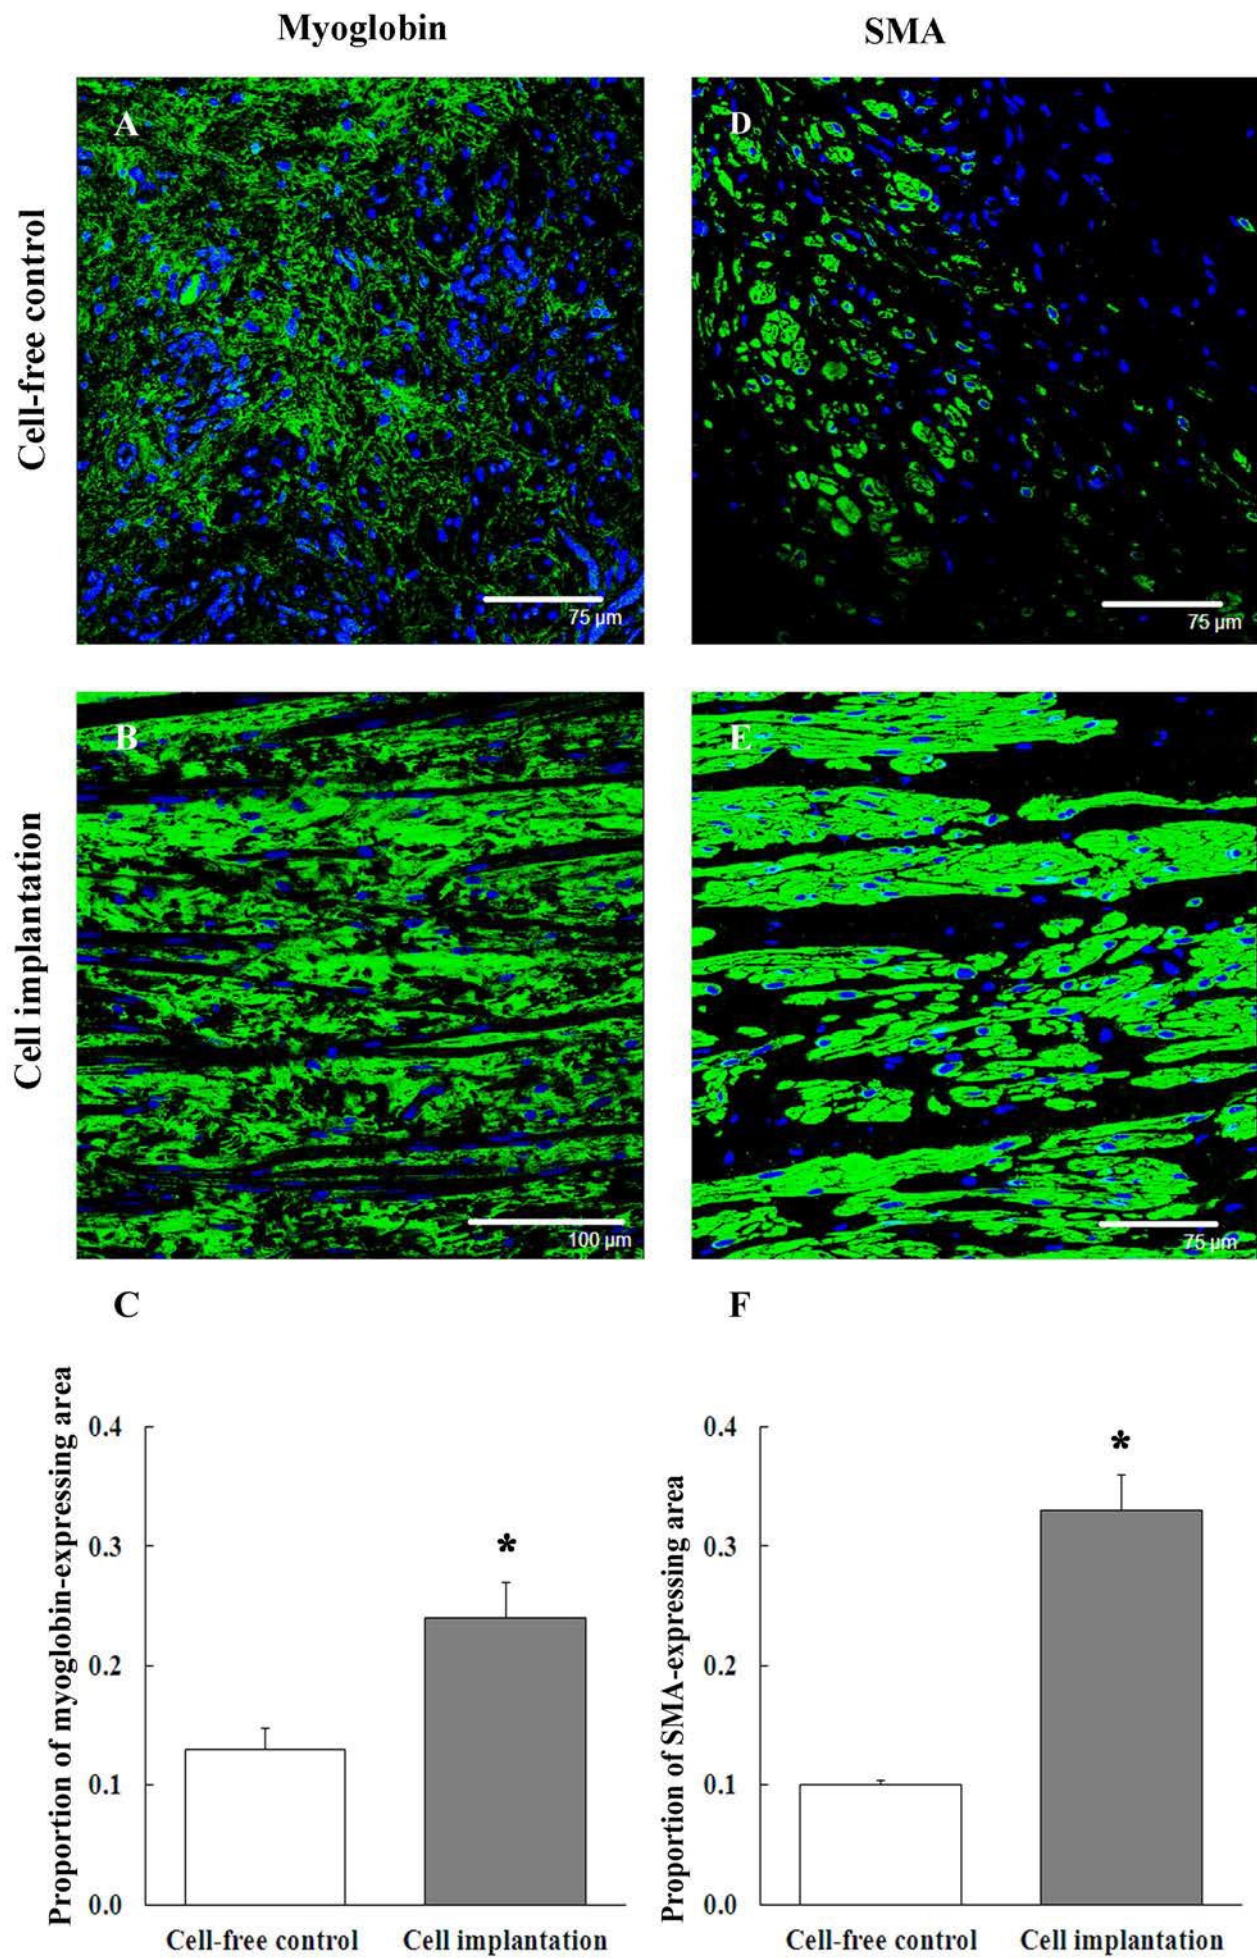 Myoglobin
SMA
Cell-free control
A
75 µm
D
75 µm
Cell implantation
B
100 µm
E
75 µm
C
Proportion of myoglobin-expressing area
0.4
0.3
0.2
0.1
0.0
*
Cell-free control
Cell implantation
F
Proportion of SMA-expressing area
0.4
0.3
0.2
0.1
0.0
*
Cell-free control
Cell implantation